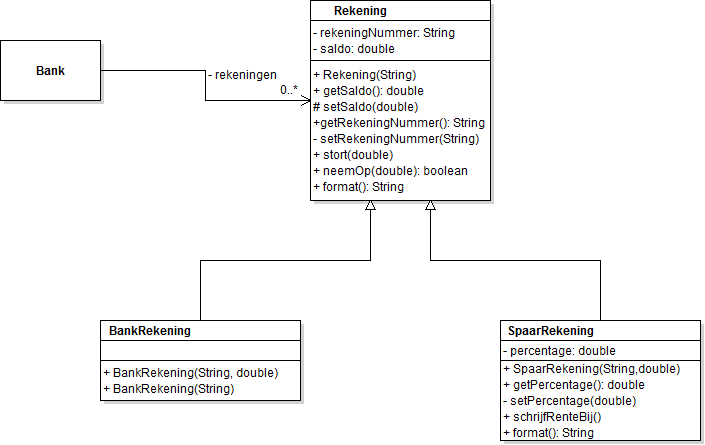 Rekening
- rekeningNummer: String
- saldo: double
+ Rekening(String)
+ getSaldo(): double
# setSaldo(double)
+getRekeningNummer(): String
- setRekeningNummer(String)
+ stort(double)
+ neemOp(double): boolean
+ format(): String
Bank
- rekeningen
0..*
BankRekening
+ BankRekening(String, double)
+ BankRekening(String)
SpaarRekening
- percentage: double
+ SpaarRekening(String,double)
+ getPercentage(): double
- setPercentage(double)
+ schrijfRenteBij()
+ format(): String